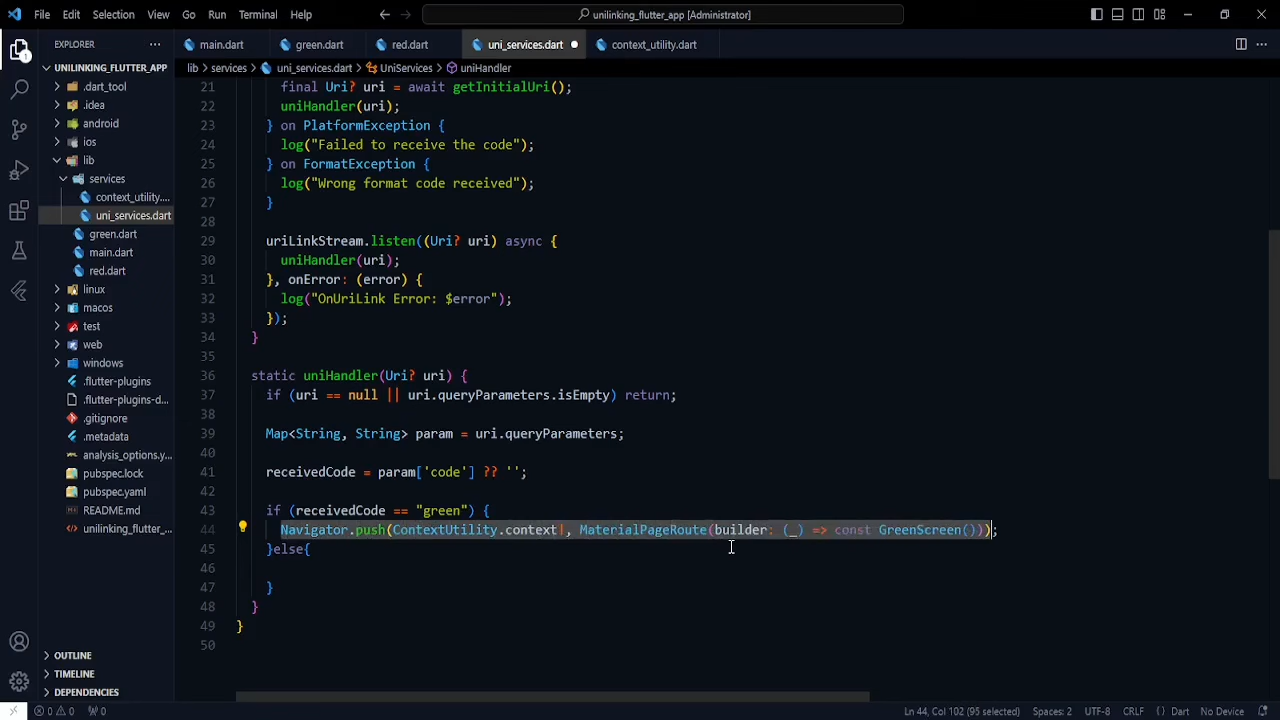 File Edit Selection View Go Run Terminal Help
unilinking_flutter_app [Administrator]
EXPLORER
main.dart
green.dart
red.dart
uni_services.dart
context_utility.dart
UNILINKING_FLUTTER_APP
.dart_tool
.idea
android
ios
lib
services
context_utility....
uni_services.dart
green.dart
main.dart
red.dart
linux
macos
test
web
windows
.flutter-plugins
.flutter-plugins-d...
.gitignore
.metadata
analysis_options.y...
pubspec.lock
pubspec.yaml
README.md
unilinking_flutter_...
OUTLINE
TIMELINE
DEPENDENCIES
1
lib > services > uni_services.dart > UniServices > uniHandler
21 final Uri? uri = await getInitialUri();
22 uniHandler(uri);
23 } on PlatformException {
24 log("Failed to receive the code");
25 } on FormatException {
26 log("Wrong format code received");
27 }
28
29 uriLinkStream.listen((Uri? uri) async {
30 uniHandler(uri);
31 }, onError: (error) {
32 log("OnUriLink Error: $error");
33 });
34 }
35
36 static uniHandler(Uri? uri) {
37 if (uri == null || uri.queryParameters.isEmpty) return;
38
39 Map<String, String> param = uri.queryParameters;
40
41 receivedCode = param['code'] ?? '';
42
43 if (receivedCode == "green") {
44 Navigator.push(ContextUtility.context!, MaterialPageRoute(builder: (_) => const GreenScreen()));
45 }else{
46
47 }
48 }
49 }
50
0 0 0
Ln 44, Col 102 (95 selected) Spaces: 2 UTF-8 CRLF {} Dart No Device